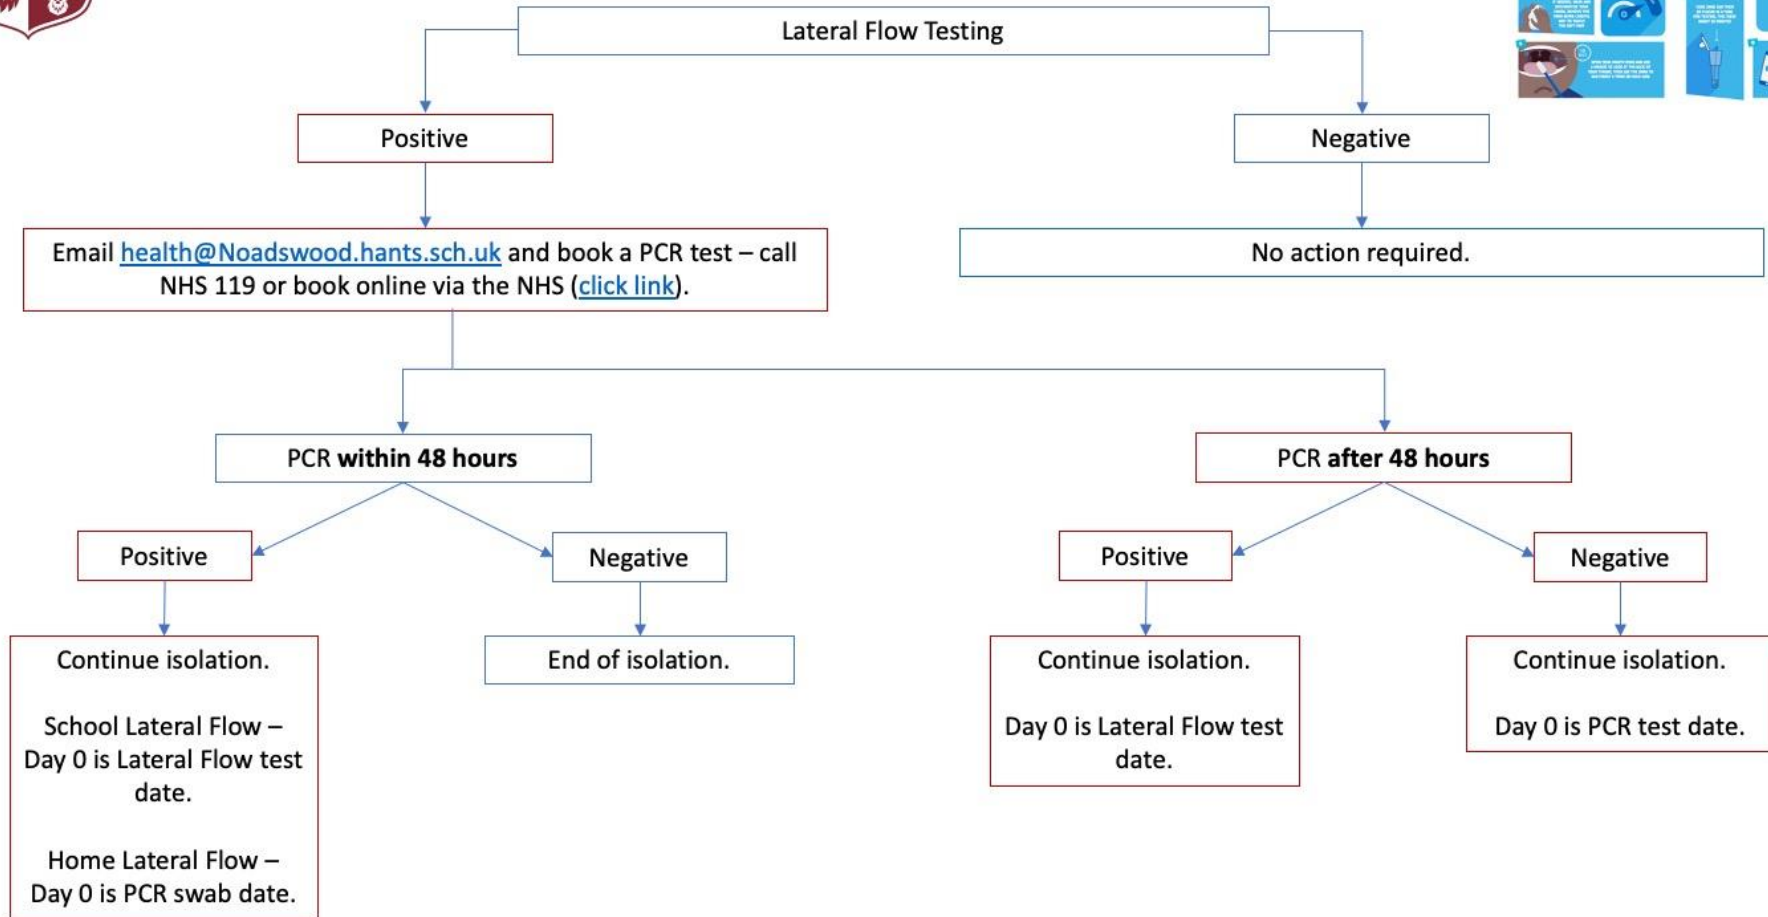 Lateral Flow Testing
Positive
Negative
Email health@Noadswood.hants.sch.uk and book a PCR test – call
NHS 119 or book online via the NHS (click link).
No action required.
PCR within 48 hours
PCR after 48 hours
Positive
Negative
Positive
Negative
Continue isolation.
School Lateral Flow –
Day 0 is Lateral Flow test
date.
Home Lateral Flow –
Day 0 is PCR swab date.
End of isolation.
Continue isolation.
Day 0 is Lateral Flow test
date.
Continue isolation.
Day 0 is PCR test date.